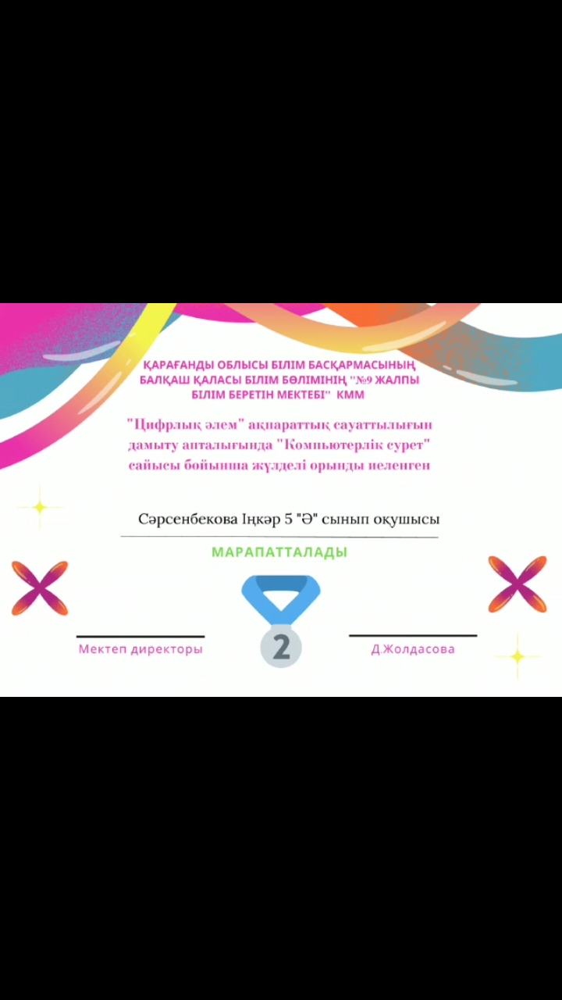 ҚАРАҒАНДЫ ОБЛЫСЫ БІЛІМ БАСҚАРМАСЫНЫҢ
БАЛҚАШ ҚАЛАСЫ БІЛІМ БӨЛІМІНІҢ "№9 ЖАЛПЫ
БІЛІМ БЕРЕТІН МЕКТЕБІ" КММ
"Цифрлық әлем" ақпараттық сауаттылығын
дамыту апталығында "Компьютерлік сурет"
сайысы бойынша жүлделі орынды иеленген
Сәрсенбекова Іңкәр 5 "Ә" сынып оқушысы
МАРАПАТТАЛАДЫ
2
Мектеп директоры
Д.Жолдасова